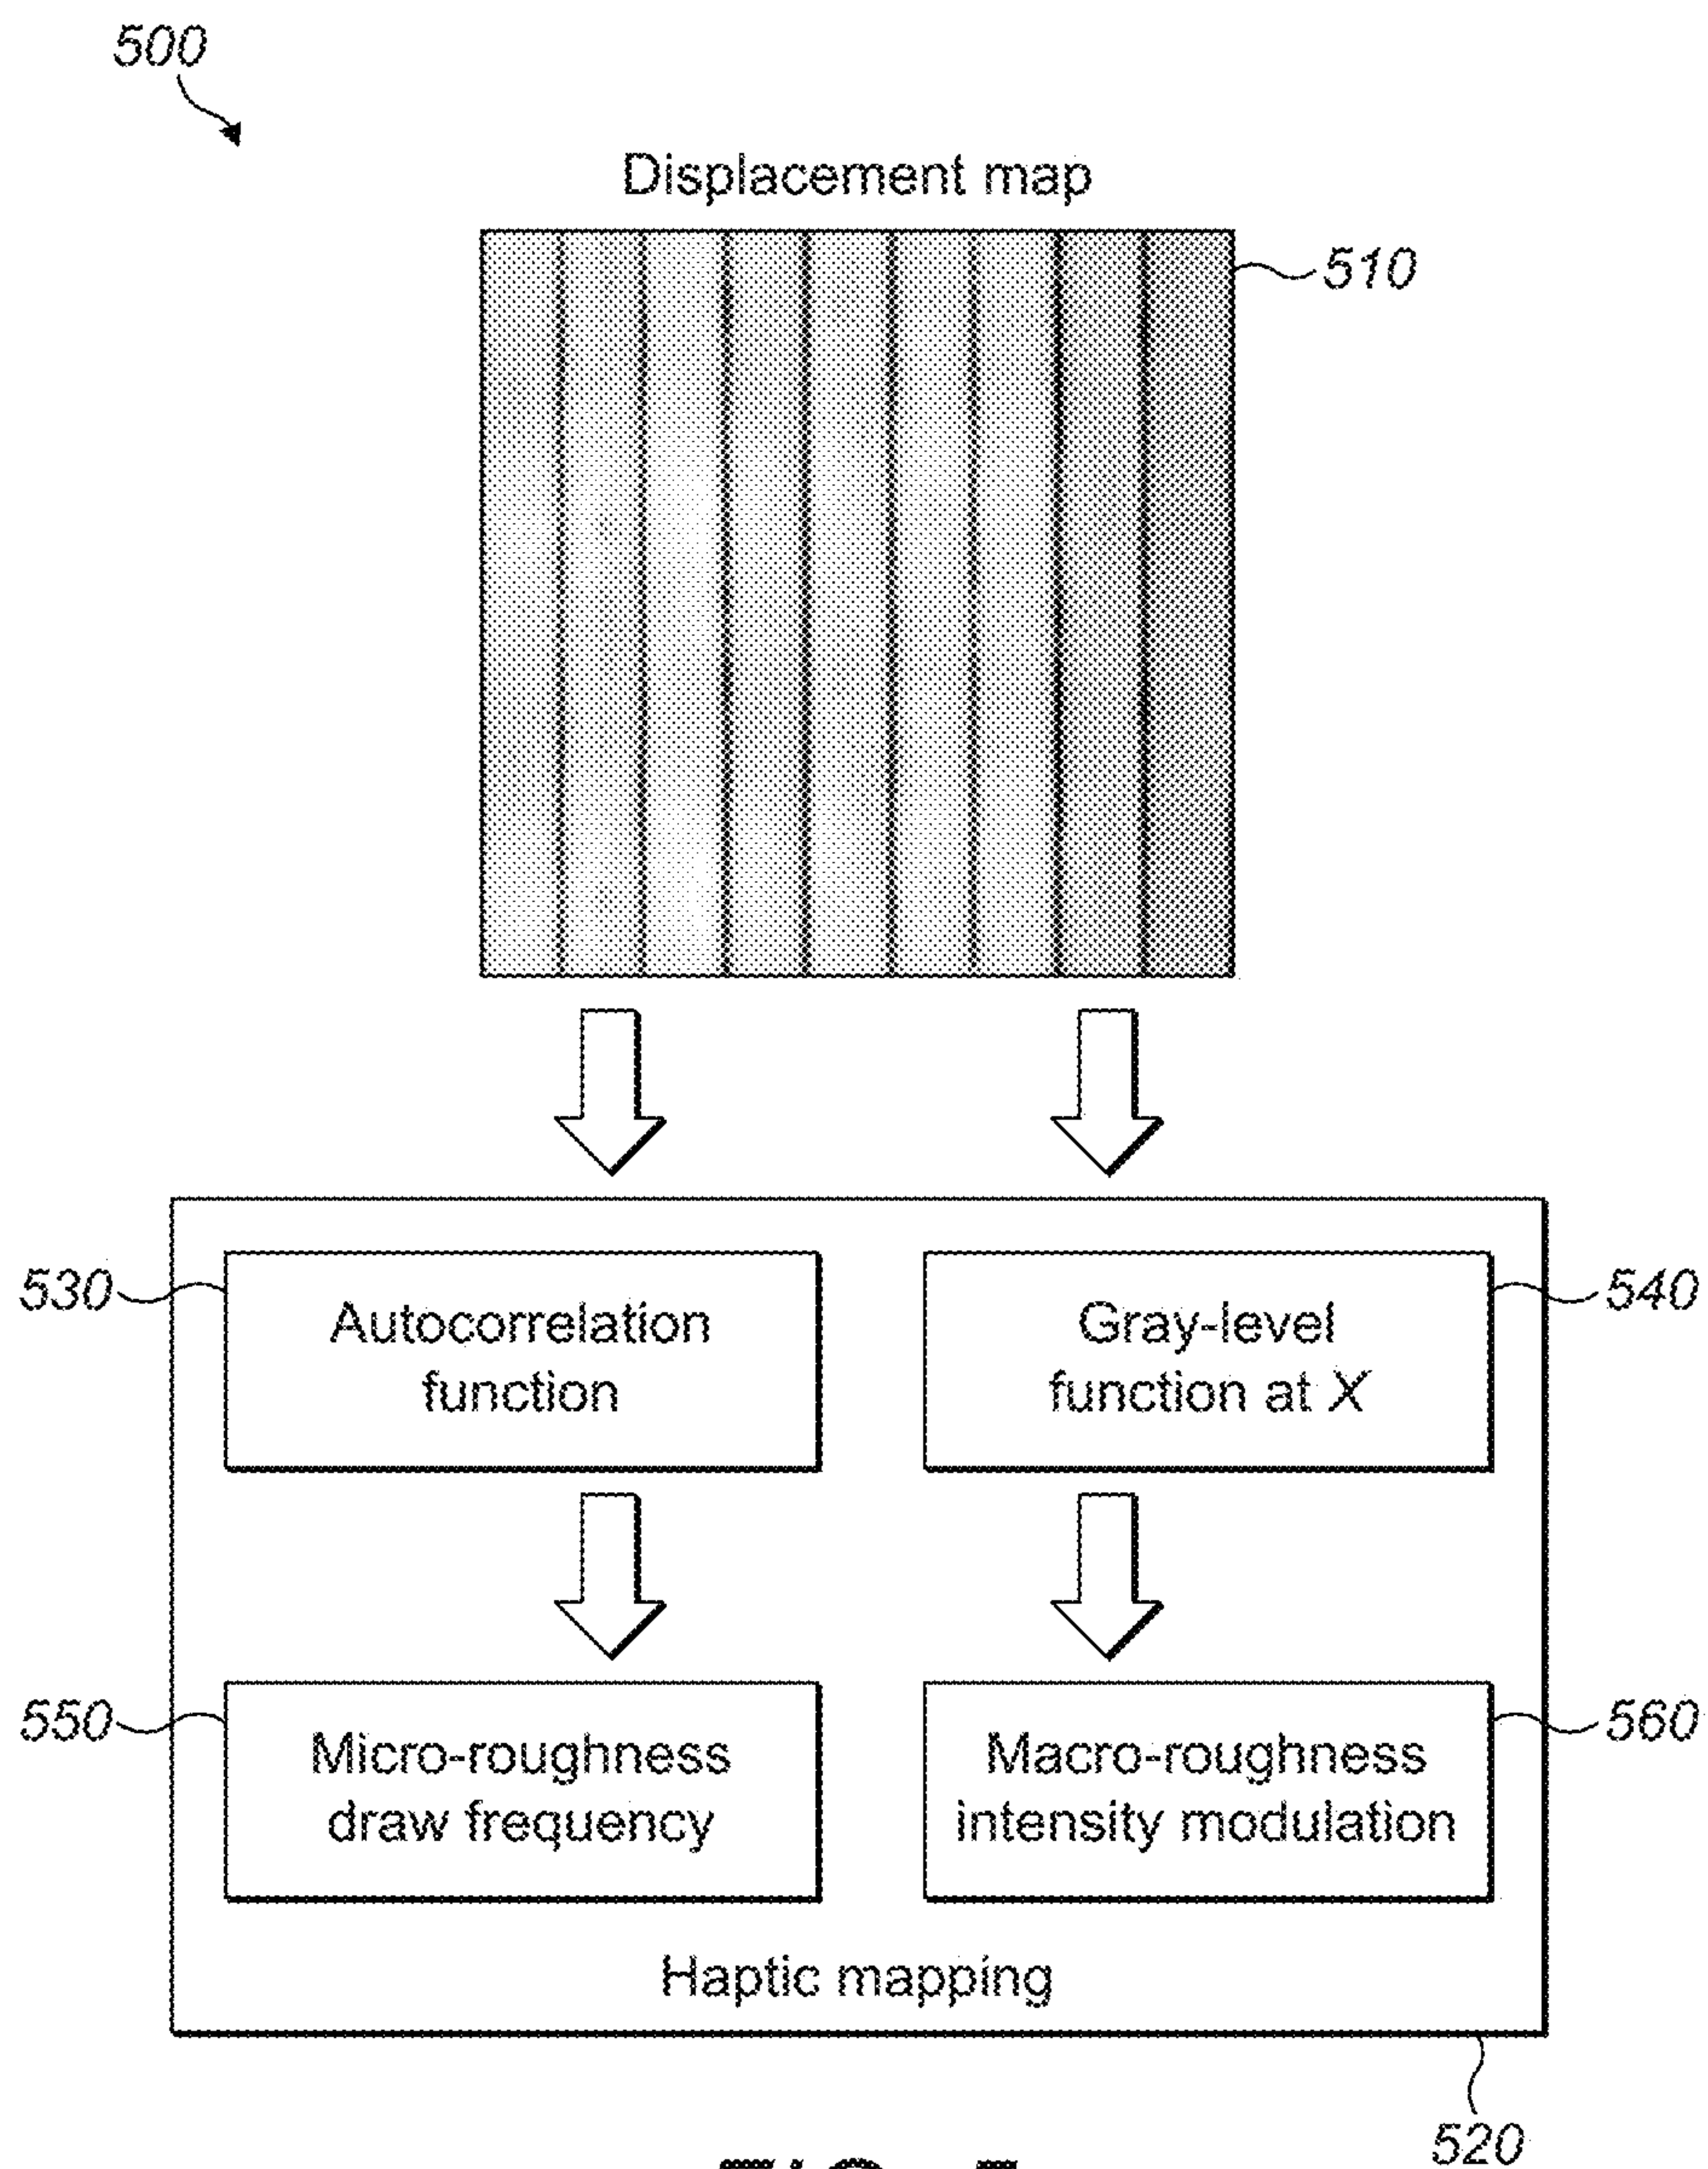 500
Displacement map
510
530
Autocorrelation
function
Gray-level
function at X
540
550
Micro-roughness
draw frequency
Macro-roughness
intensity modulation
560
Haptic mapping
520